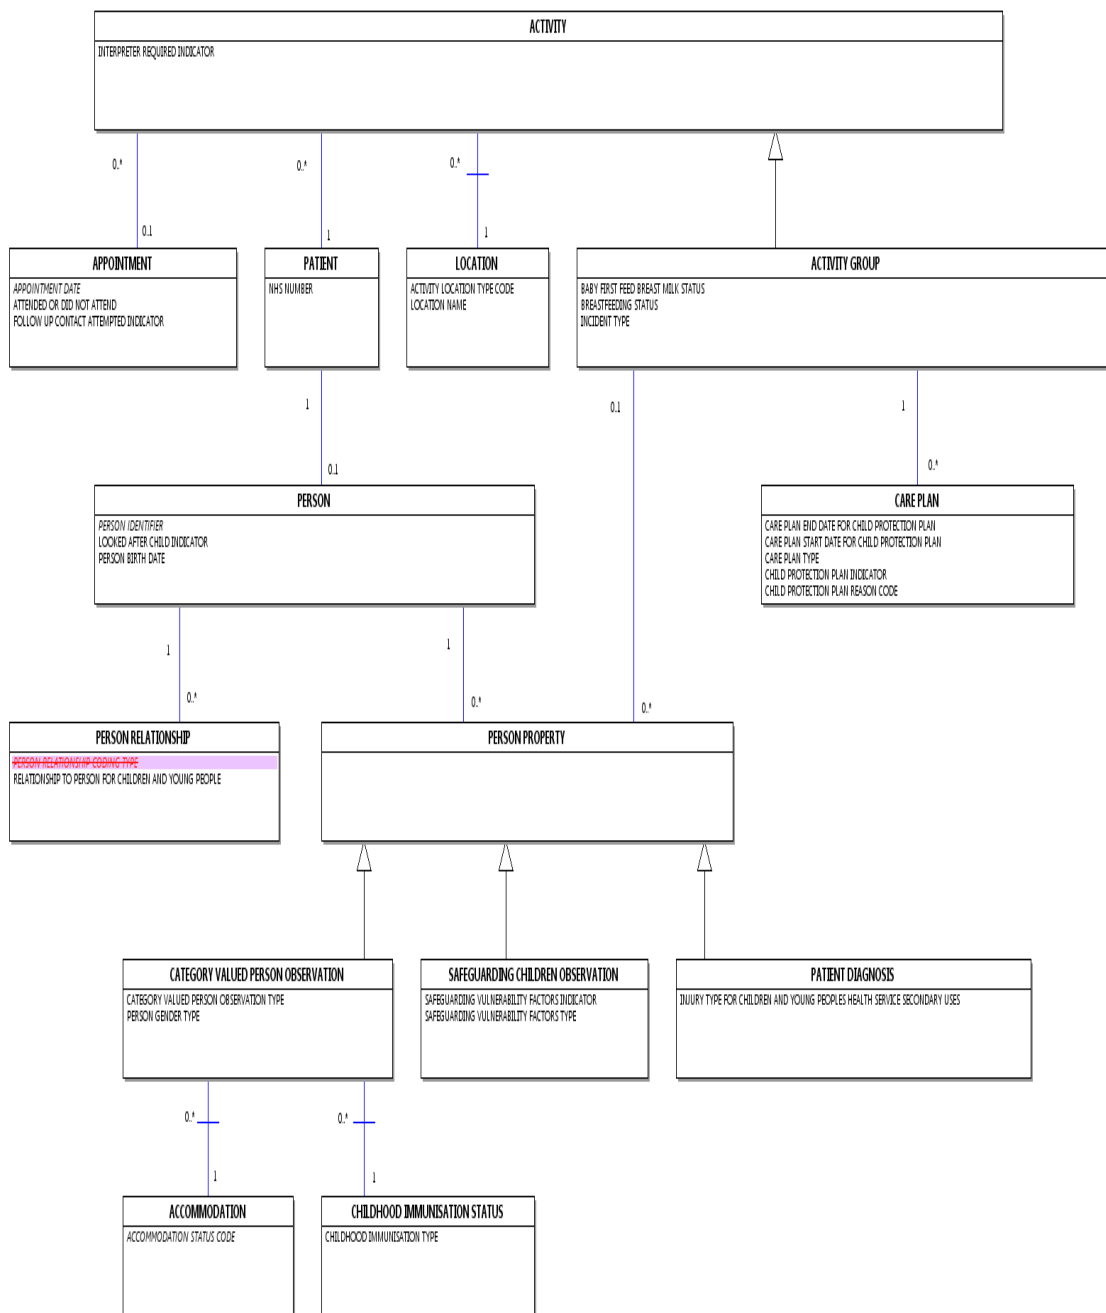 ACTIVITY
INTERPRETER REQUIRED INDICATOR
0..*
0..*
0..*
0..1
1
1
APPOINTMENT
APPOINTMENT DATE
ATTENDED OR DID NOT ATTEND
FOLLOW UP CONTACT ATTEMPTED INDICATOR
PATIENT
NHS NUMBER
LOCATION
ACTIVITY LOCATION TYPE CODE
LOCATION NAME
ACTIVITY GROUP
BABY FIRST FEED BREAST MILK STATUS
BREASTFEEDING STATUS
INCIDENT TYPE
1
0..1
1
0..1
0..*
PERSON
PERSON IDENTIFIER
LOOKED AFTER CHILD INDICATOR
PERSON BIRTH DATE
CARE PLAN
CARE PLAN END DATE FOR CHILD PROTECTION PLAN
CARE PLAN START DATE FOR CHILD PROTECTION PLAN
CARE PLAN TYPE
CHILD PROTECTION PLAN INDICATOR
CHILD PROTECTION PLAN REASON CODE
1
1
0..*
0..*
0..*
PERSON RELATIONSHIP
PERSON RELATIONSHIP CODING TYPE
RELATIONSHIP TO PERSON FOR CHILDREN AND YOUNG PEOPLE
PERSON PROPERTY
CATEGORY VALUED PERSON OBSERVATION
CATEGORY VALUED PERSON OBSERVATION TYPE
PERSON GENDER TYPE
SAFEGUARDING CHILDREN OBSERVATION
SAFEGUARDING VULNERABILITY FACTORS INDICATOR
SAFEGUARDING VULNERABILITY FACTORS TYPE
PATIENT DIAGNOSIS
INJURY TYPE FOR CHILDREN AND YOUNG PEOPLES HEALTH SERVICE SECONDARY USES
0..*
0..*
1
1
ACCOMMODATION
ACCOMMODATION STATUS CODE
CHILDHOOD IMMUNISATION STATUS
CHILDHOOD IMMUNISATION TYPE